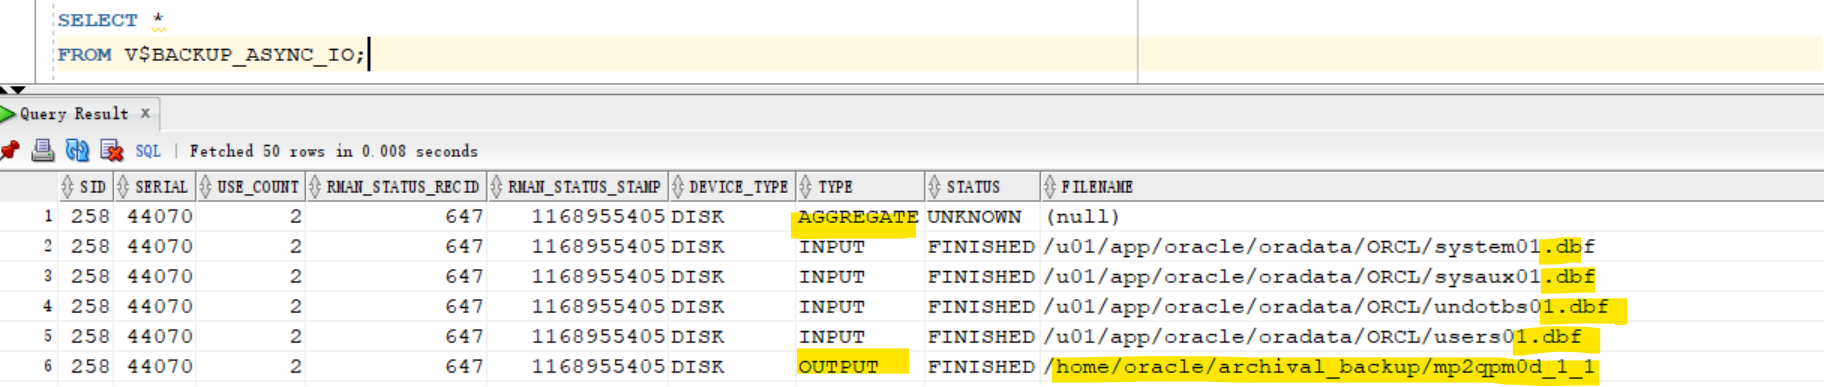 SELECT *
FROM V$BACKUP_ASYNC_IO;
Query Result x
SQL | Fetched 50 rows in 0.008 seconds
SID SERIAL USE_COUNT RMAN_STATUS_RECID RMAN_STATUS_STAMP DEVICE_TYPE TYPE STATUS FILENAME
1 258 44070 2 647 1168955405 DISK AGGREGATE UNKNOWN (null)
2 258 44070 2 647 1168955405 DISK INPUT FINISHED /u01/app/oracle/oradata/ORCL/system01.dbf
3 258 44070 2 647 1168955405 DISK INPUT FINISHED /u01/app/oracle/oradata/ORCL/sysaux01.dbf
4 258 44070 2 647 1168955405 DISK INPUT FINISHED /u01/app/oracle/oradata/ORCL/undotbs01.dbf
5 258 44070 2 647 1168955405 DISK INPUT FINISHED /u01/app/oracle/oradata/ORCL/users01.dbf
6 258 44070 2 647 1168955405 DISK OUTPUT FINISHED /home/oracle/archival_backup/mp2qpm0d_1_1